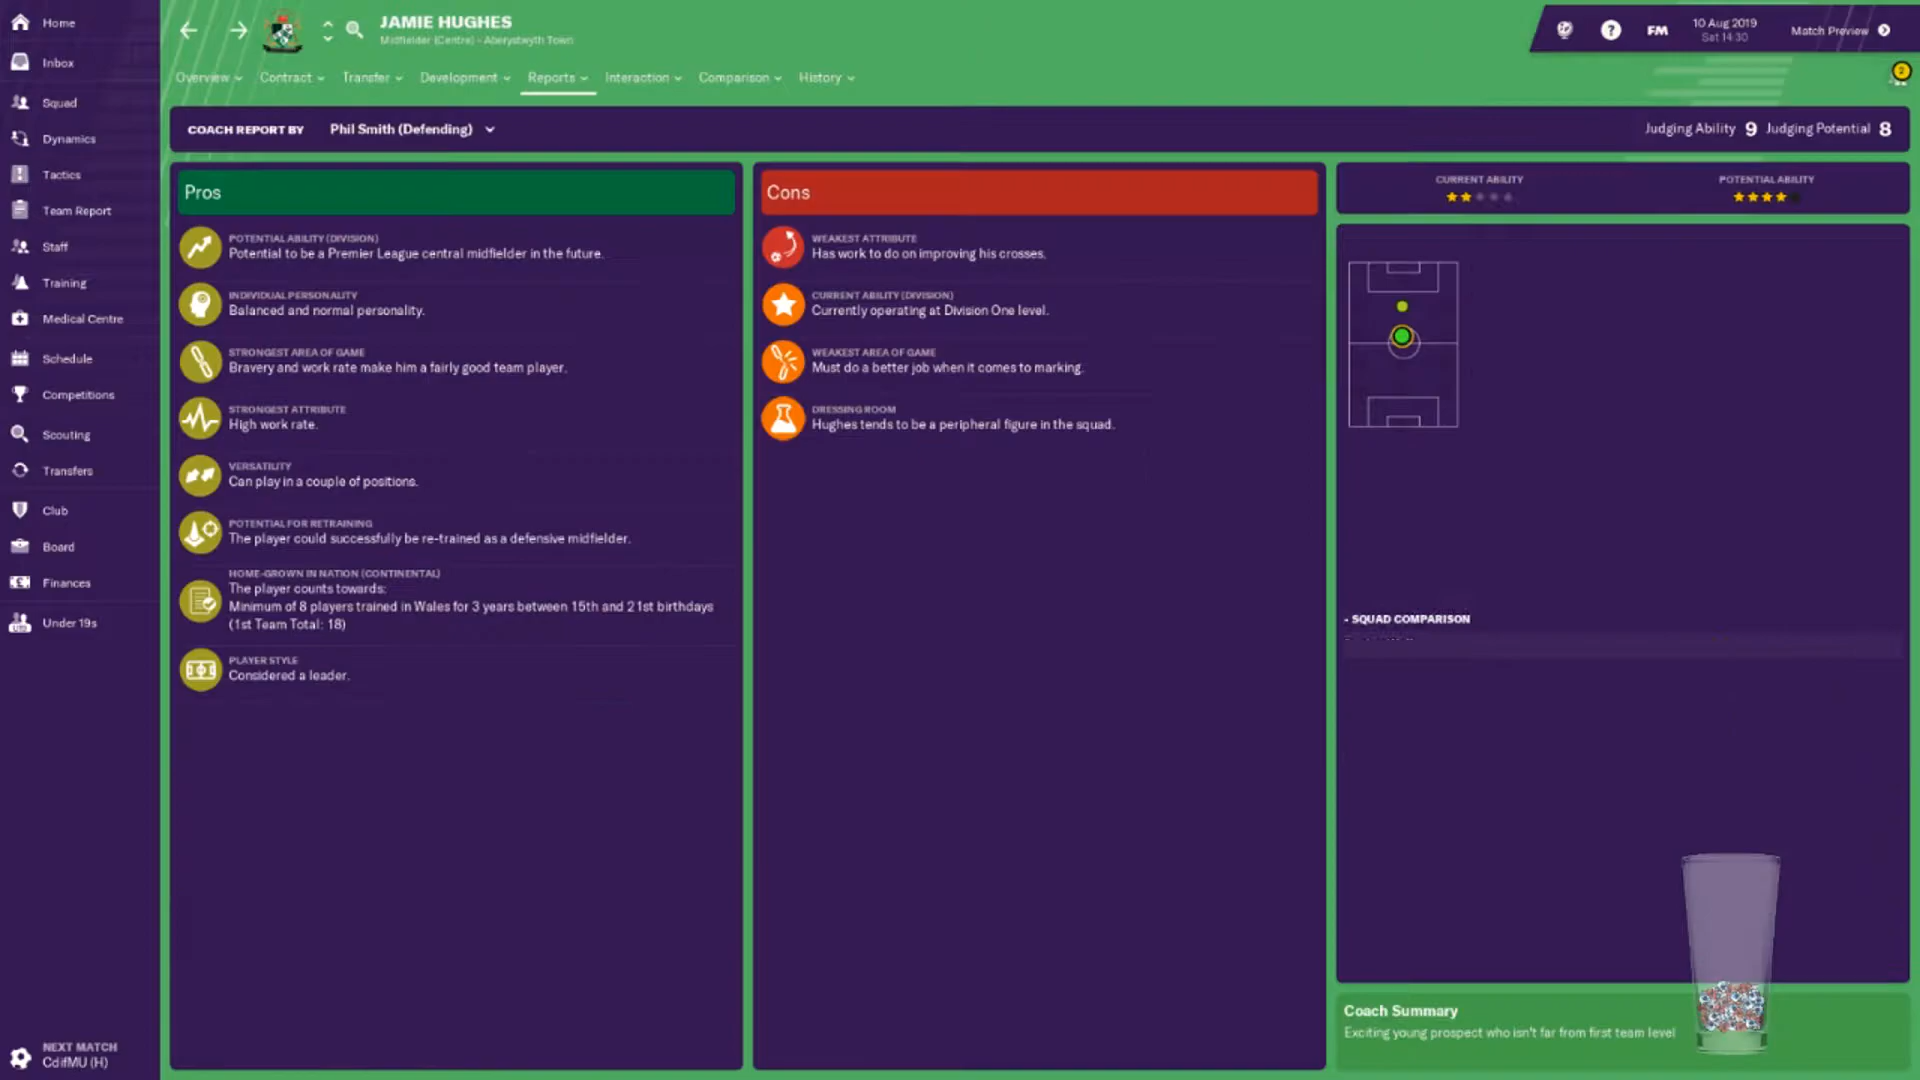 Home
Inbox
Squad
Dynamics
Tactics
Team Report
Staff
Training
Medical Centre
Schedule
Competitions
Scouting
Transfers
Club
Board
Finances
Under 19s
NEXT MATCH
CdifMU (H)
JAMIE HUGHES
Midfielder (Centre) - Aberystwyth Town
?
FM
10 Aug 2019
Sat 14:30
Match Preview
Overview
Contract
Transfer
Development
Reports
Interaction
Comparison
History
2
COACH REPORT BY Phil Smith (Defending)
Judging Ability 9 Judging Potential 8
Pros
POTENTIAL ABILITY (DIVISION)
Potential to be a Premier League central midfielder in the future.
INDIVIDUAL PERSONALITY
Balanced and normal personality.
STRONGEST AREA OF GAME
Bravery and work rate make him a fairly good team player.
STRONGEST ATTRIBUTE
High work rate.
VERSATILITY
Can play in a couple of positions.
POTENTIAL FOR RETRAINING
The player could successfully be re-trained as a defensive midfielder.
HOME-GROWN IN NATION (CONTINENTAL)
The player counts towards:
Minimum of 8 players trained in Wales for 3 years between 15th and 21st birthdays
(1st Team Total: 18)
PLAYER STYLE
Considered a leader.
Cons
WEAKEST ATTRIBUTE
Has work to do on improving his crosses.
CURRENT ABILITY (DIVISION)
Currently operating at Division One level.
WEAKEST AREA OF GAME
Must do a better job when it comes to marking.
DRESSING ROOM
Hughes tends to be a peripheral figure in the squad.
CURRENT ABILITY
POTENTIAL ABILITY
- SQUAD COMPARISON
Coach Summary
Exciting young prospect who isn't far from first team level